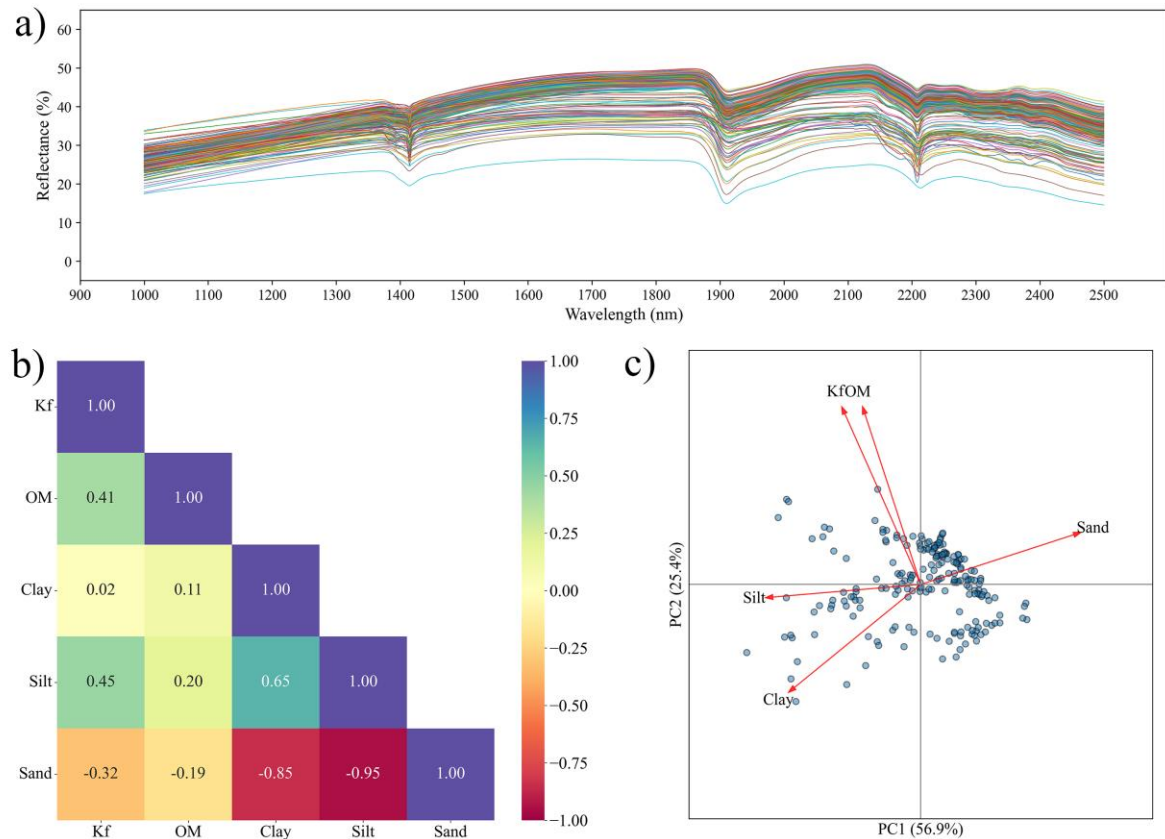 a)
Reflectance (%)
60
50
40
30
20
10
0
900 1000 1100 1200 1300 1400 1500 1600 1700 1800 1900 2000 2100 2200 2300 2400 2500
Wavelength (nm)
b)
Kf 1.00
OM 0.41 1.00
Clay 0.02 0.11 1.00
Silt 0.45 0.20 0.65 1.00
Sand -0.32 -0.19 -0.85 -0.95 1.00
Kf OM Clay Silt Sand
1.00
0.75
0.50
0.25
0.00
−0.25
−0.50
−0.75
−1.00
c)
KfOM
Sand
Silt
Clay
PC2 (25.4%)
PC1 (56.9%)